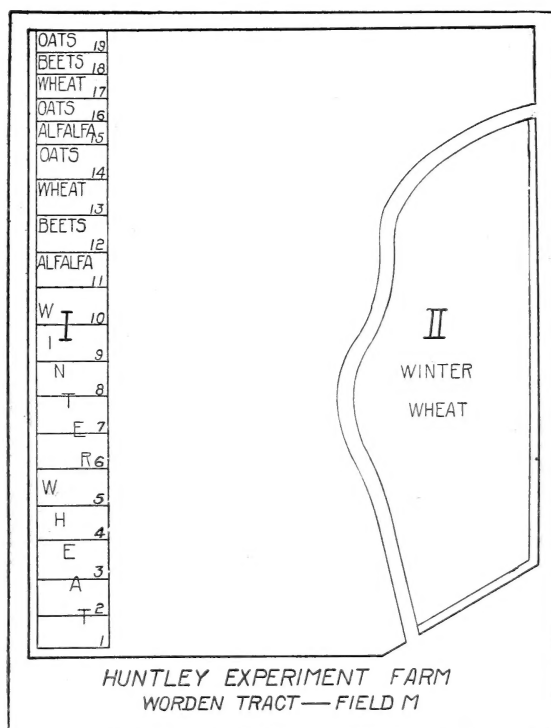 OATS 19
BEETS 18
WHEAT 17
OATS 16
ALFALFA 15
OATS 14
WHEAT 13
BEETS 12
ALFALFA 11
W 10
I
I 9
N 8
T
E 7
R 6
W 5
H 4
E 3
A 2
T 1
II
WINTER
WHEAT
HUNTLEY EXPERIMENT FARM
WORDEN TRACT—FIELD M